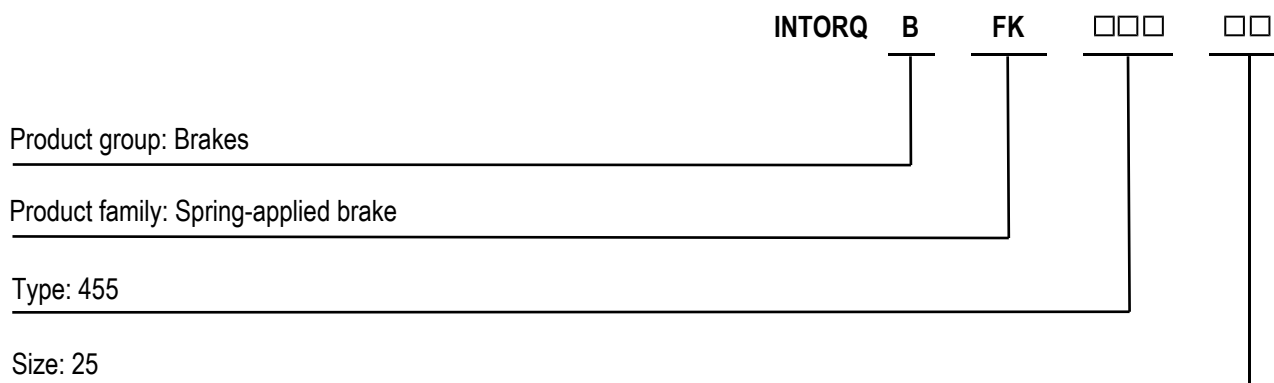 INTORQ B FK □□□ □□
Product group: Brakes
Product family: Spring-applied brake
Type: 455
Size: 25